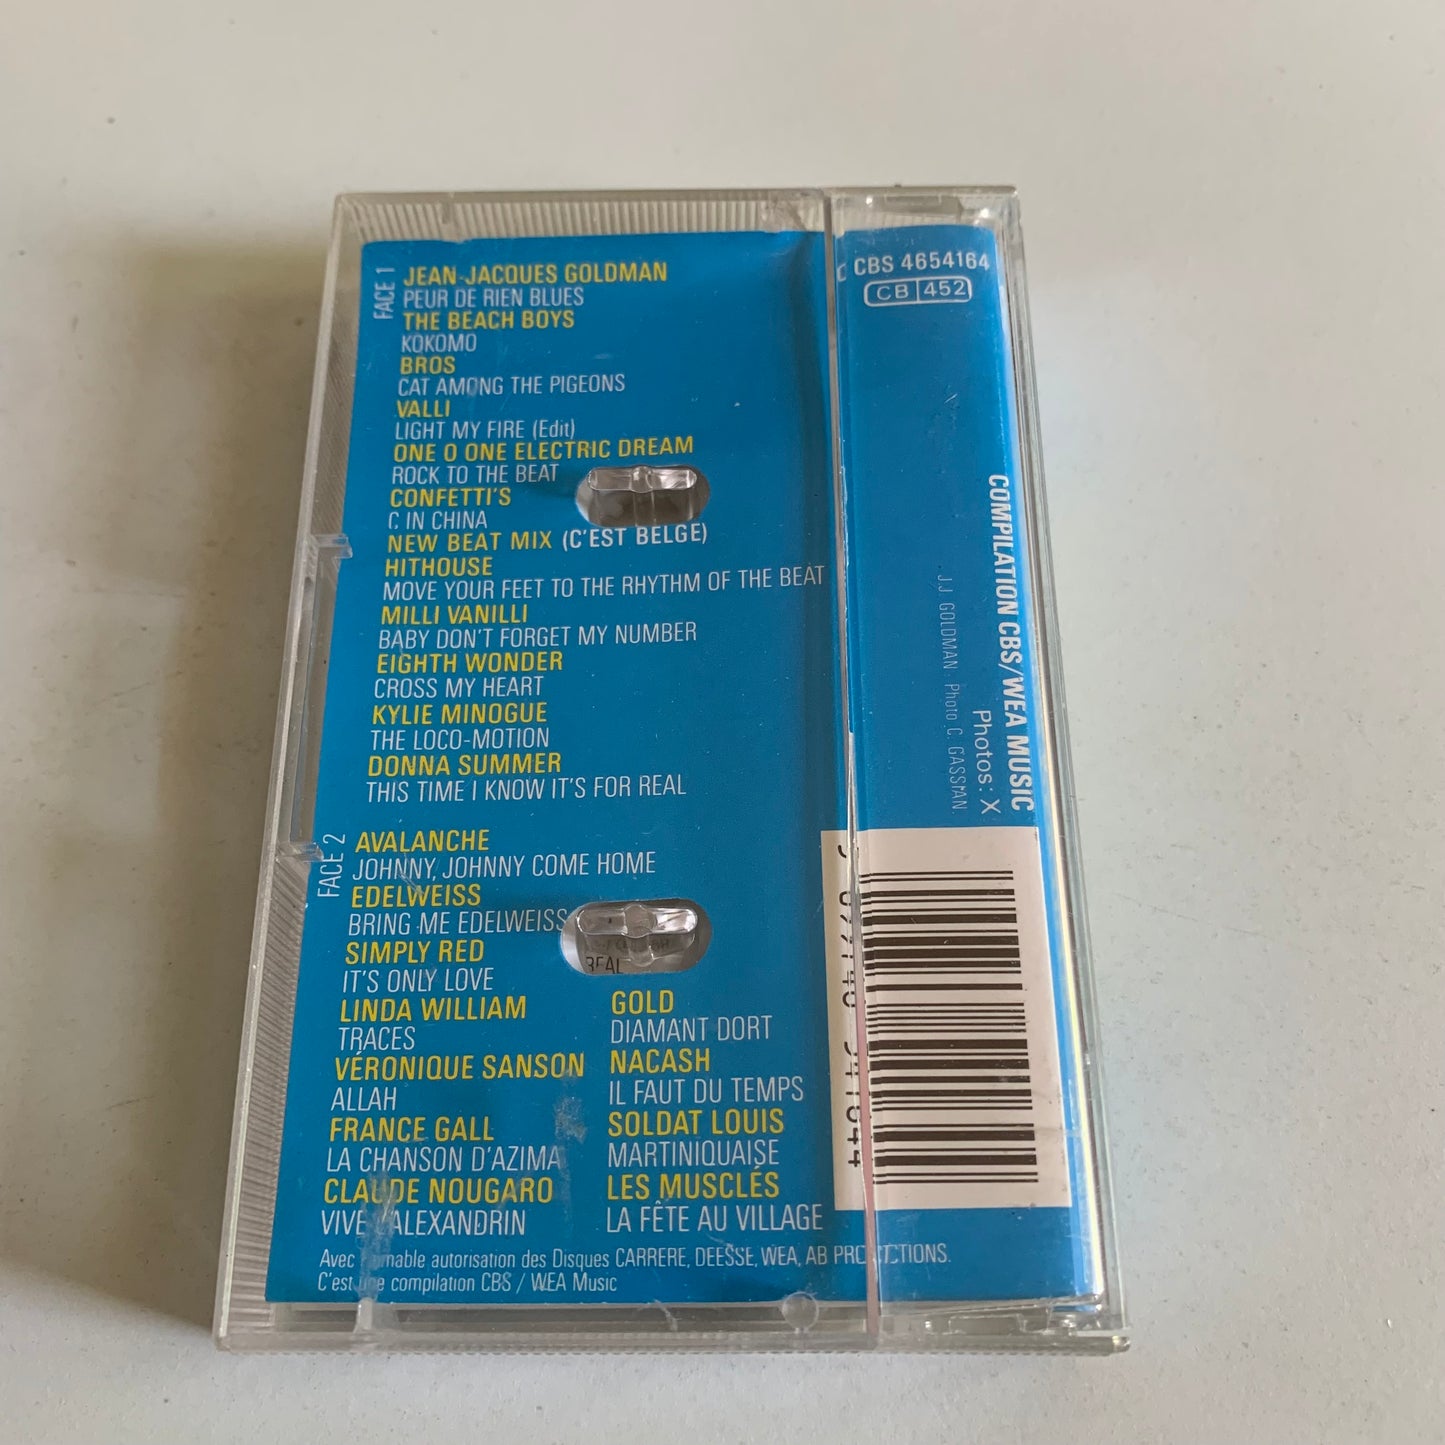 FACE 1
JEAN-JACQUES GOLDMAN
PEUR DE RIEN BLUES
THE BEACH BOYS
KOKOMO
BROS
CAT AMONG THE PIGEONS
VALLI
LIGHT MY FIRE (Edit)
ONE O ONE ELECTRIC DREAM
ROCK TO THE BEAT
CONFETTI'S
C IN CHINA
NEW BEAT MIX (C'EST BELGE)
HITHOUSE
MOVE YOUR FEET TO THE RHYTHM OF THE BEAT
MILLI VANILLI
BABY DON'T FORGET MY NUMBER
EIGHTH WONDER
CROSS MY HEART
KYLIE MINOGUE
THE LOCO-MOTION
DONNA SUMMER
THIS TIME I KNOW IT'S FOR REAL
FACE 2
AVALANCHE
JOHNNY, JOHNNY COME HOME
EDELWEISS
BRING ME EDELWEISS
SIMPLY RED
IT'S ONLY LOVE
LINDA WILLIAM
TRACES
VÉRONIQUE SANSON
ALLAH
FRANCE GALL
LA CHANSON D'AZIMA
CLAUDE NOUGARO
VIVE L'ALEXANDRIN
GOLD
DIAMANT DORT
NACASH
IL FAUT DU TEMPS
SOLDAT LOUIS
MARTINIQUAISE
LES MUSCLÉS
LA FÊTE AU VILLAGE
Avec l'aimable autorisation des Disques CARRERE, DEESSE, WEA, AB PRODUCTIONS.
C'est une compilation CBS / WEA Music
REAL
CBS 4654164
CB 452
COMPILATION CBS/WEA MUSIC
Photos: X
J.J. GOLDMAN. Photo C. GASSIAN.